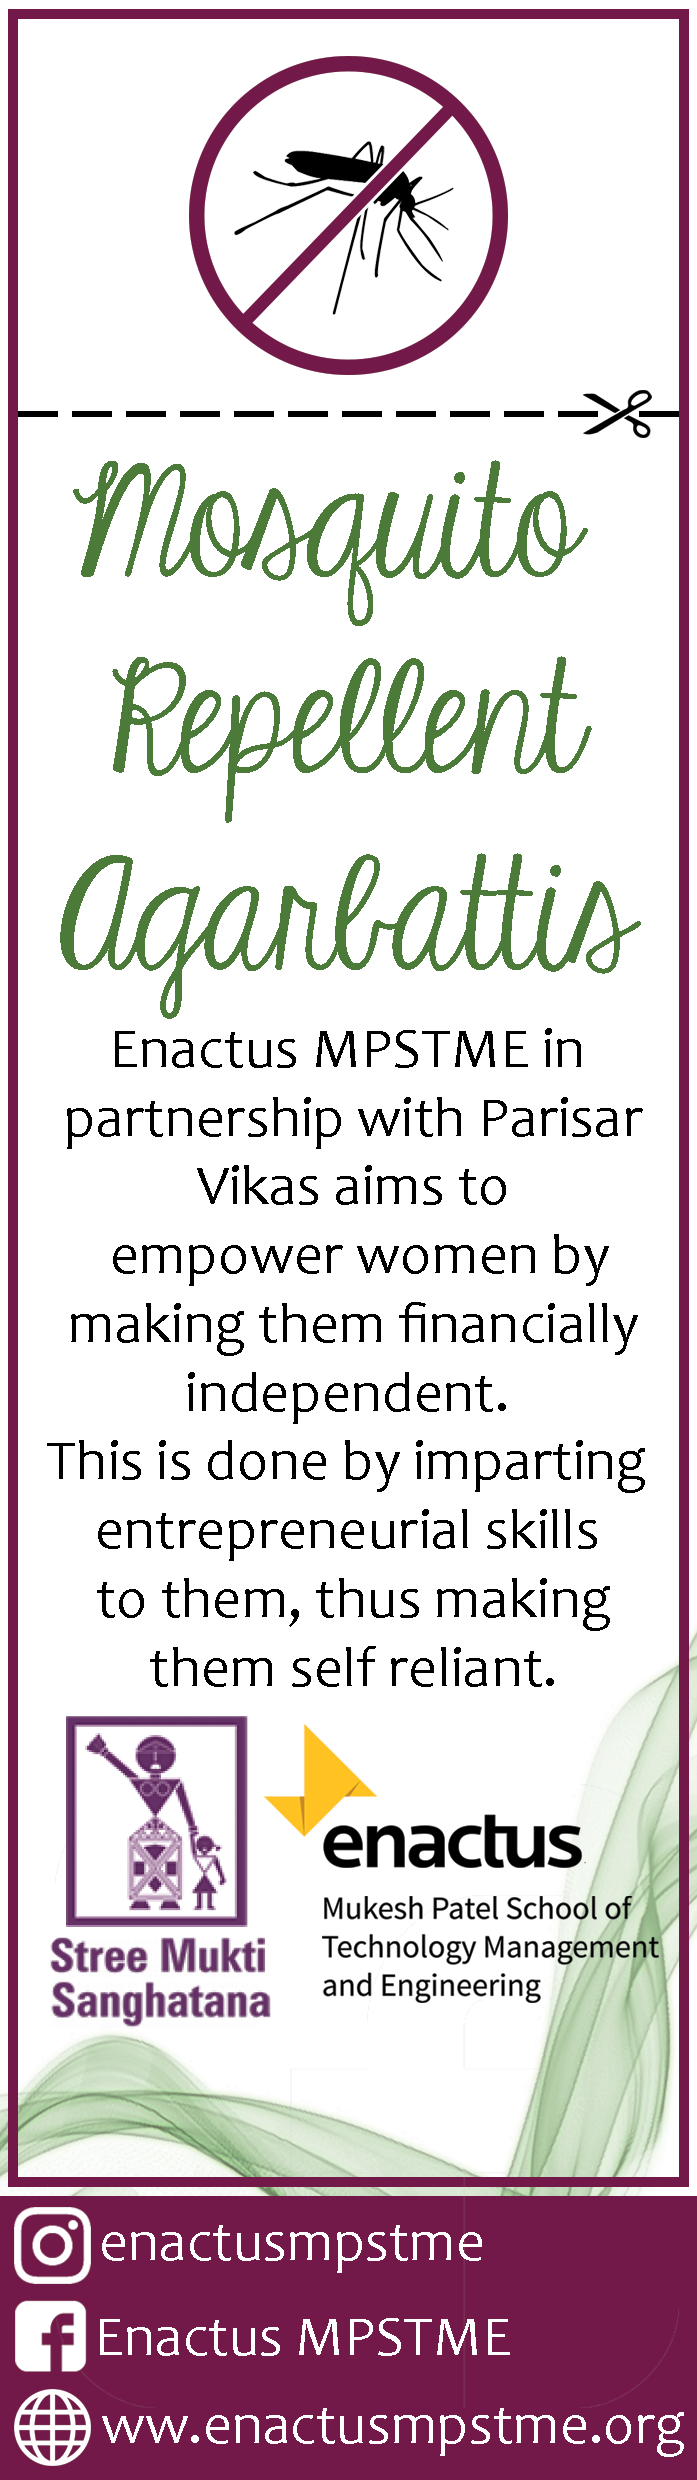 Mosquito
Repellent
Agarbattis
Enactus MPSTME in
partnership with Parisar
Vikas aims to
empower women by
making them financially
independent.
This is done by imparting
entrepreneurial skills
to them, thus making
them self reliant.
Stree Mukti
Sanghatana
enactus
Mukesh Patel School of
Technology Management
and Engineering
enactusmpstme
Enactus MPSTME
ww.enactusmpstme.org